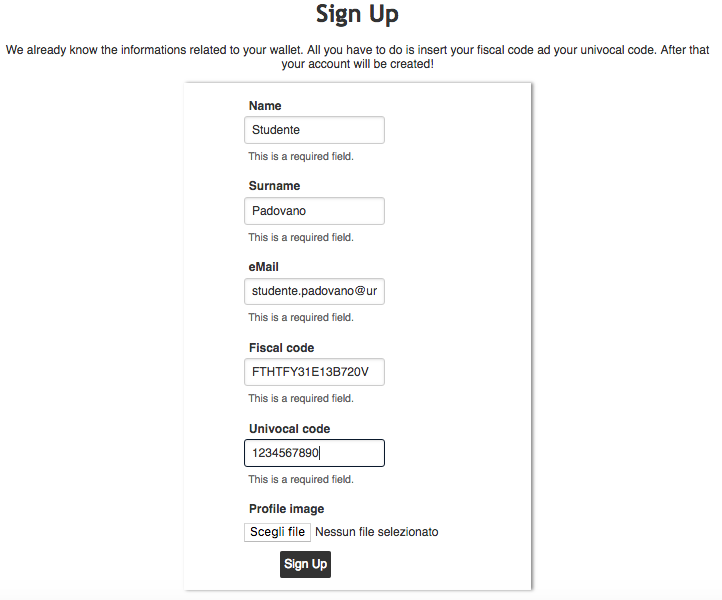 Sign Up
We already know the informations related to your wallet. All you have to do is insert your fiscal code ad your univocal code. After that
your account will be created!
Name
Studente
This is a required field.
Surname
Padovano
This is a required field.
eMail
studente.padovano@ur
This is a required field.
Fiscal code
FTHTFY31E13B720V
This is a required field.
Univocal code
1234567890
This is a required field.
Profile image
Scegli file Nessun file selezionato
Sign Up